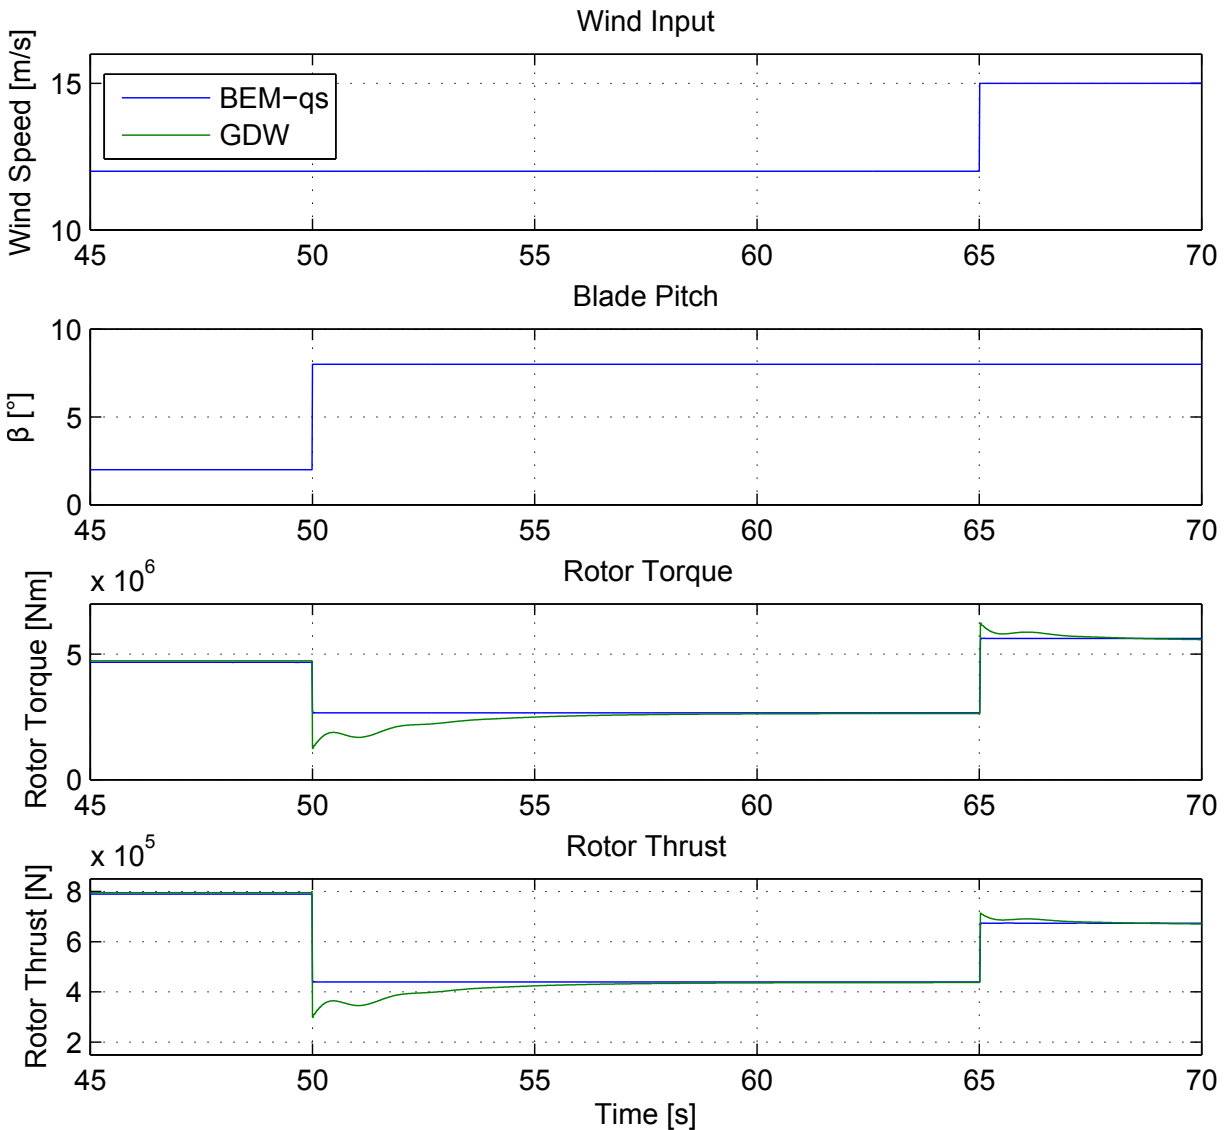 Wind Input
Wind Speed [m/s]
15
10
BEM−qs
GDW
45 50 55 60 65 70
Blade Pitch
β [°]
10
5
0
45 50 55 60 65 70
Rotor Torque
x 10^6
Rotor Torque [Nm]
5
0
45 50 55 60 65 70
Rotor Thrust
x 10^5
Rotor Thrust [N]
8
6
4
2
45 50 55 60 65 70
Time [s]